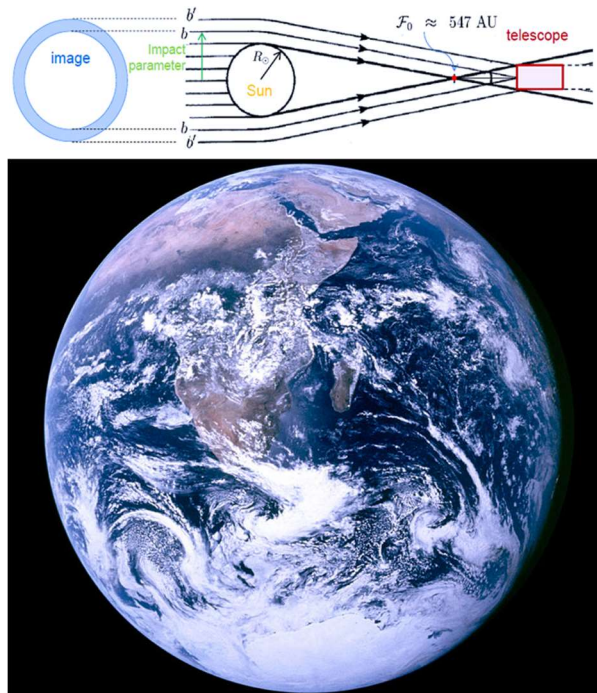 b′
b
image
Impact
parameter
R☉
Sun
ℱ₀ ≈ 547 AU
telescope
b
b′